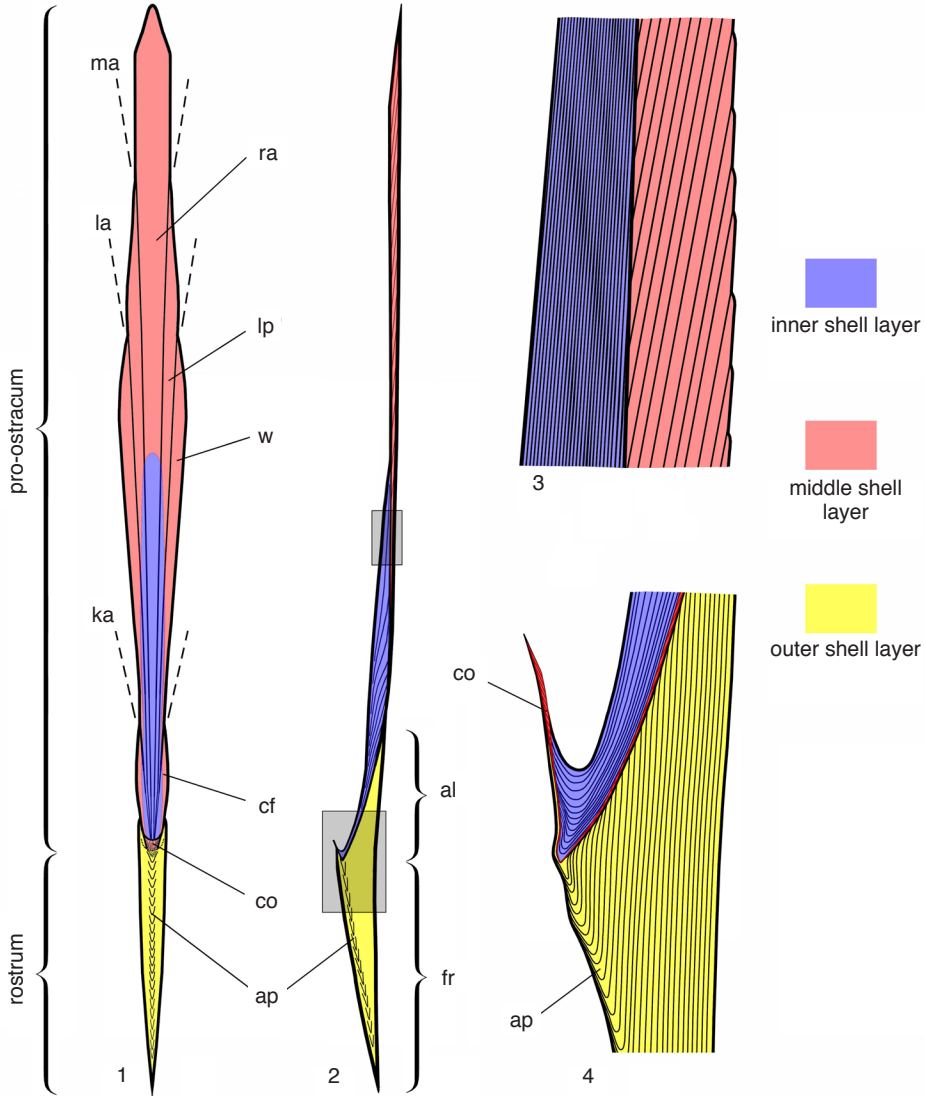 ma
ra
la
lp
w
pro-ostracum
ka
cf
co
rostrum
ap
1
al
fr
2
3
co
ap
4
inner shell layer
middle shell
layer
outer shell layer